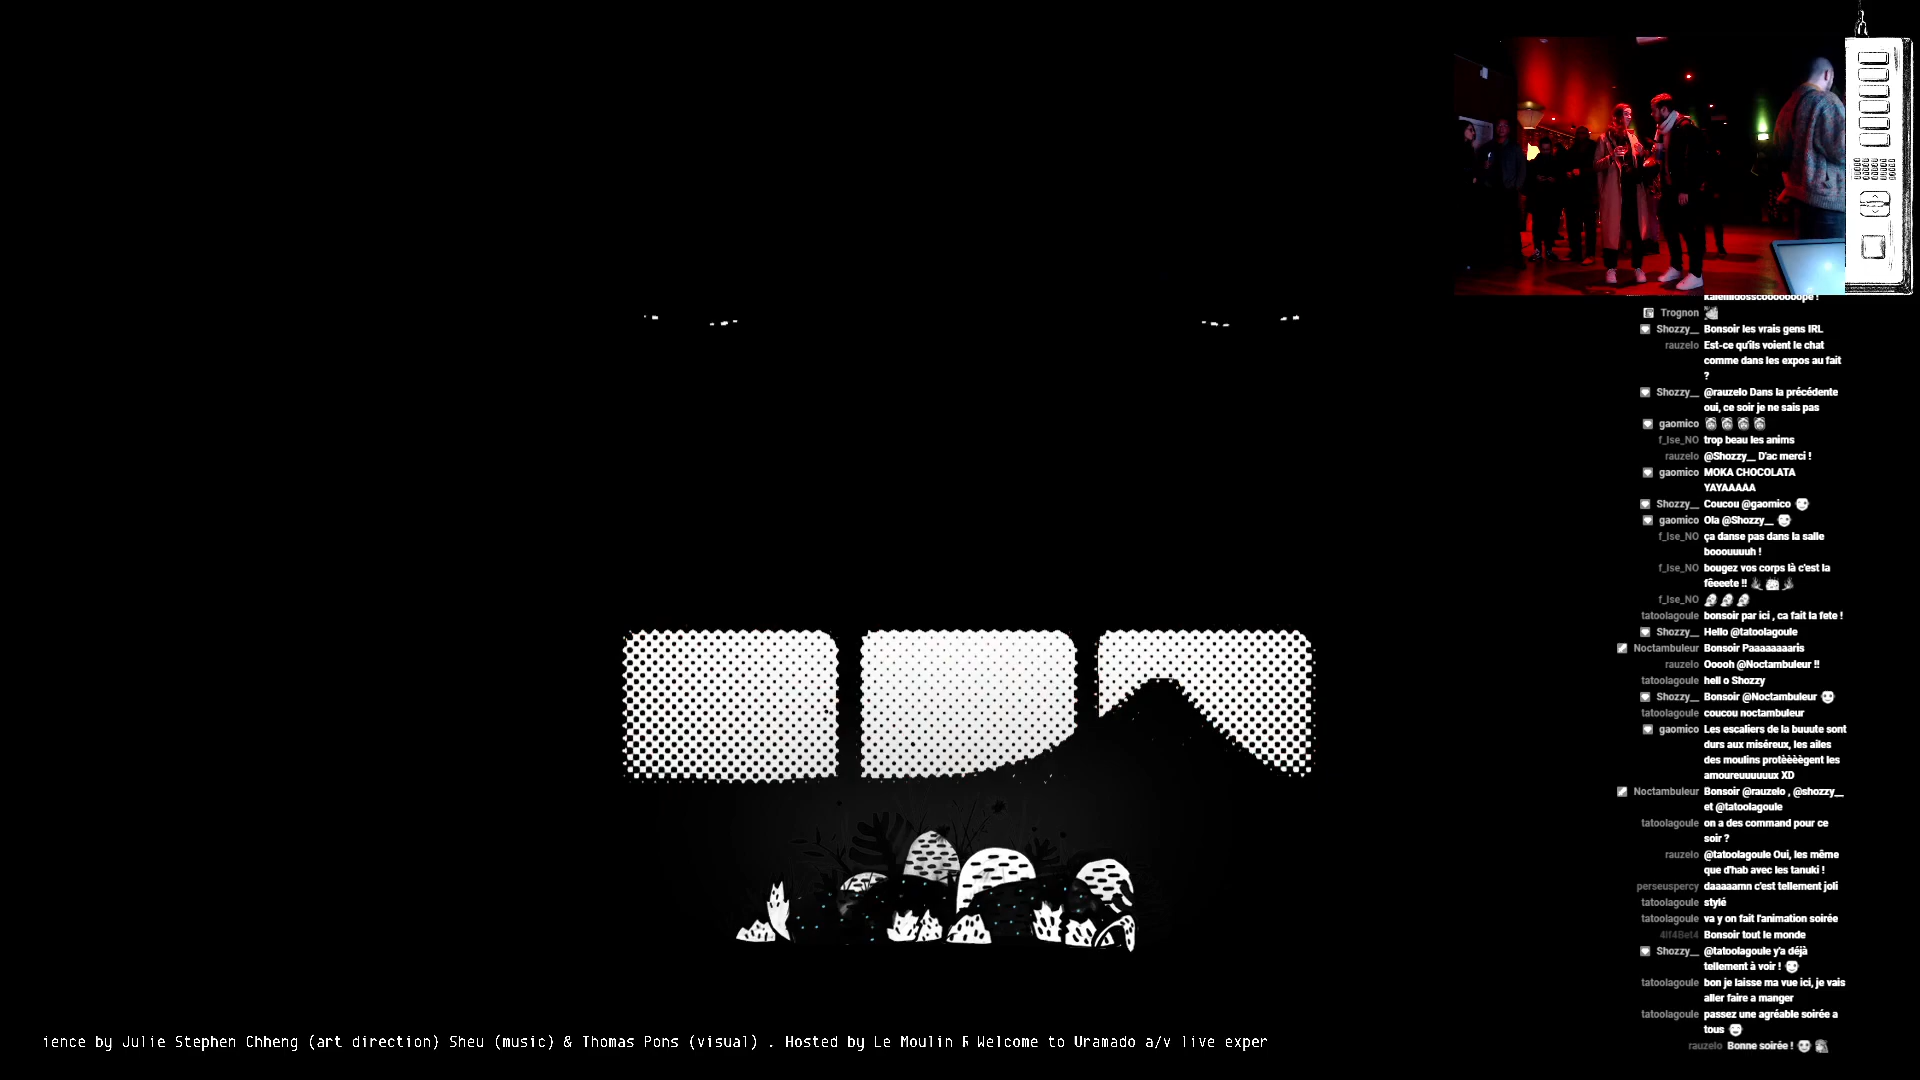 kaleiiiidosscooooooope !
Trognon
Shozzy__ Bonsoir les vrais gens IRL
rauzelo Est-ce qu'ils voient le chat
comme dans les expos au fait
?
Shozzy__ @rauzelo Dans la précédente
oui, ce soir je ne sais pas
gaomico
f_ise_NO trop beau les anims
rauzelo @Shozzy__ D'ac merci !
gaomico MOKA CHOCOLATA
YAYAAAAA
Shozzy__ Coucou @gaomico
gaomico Ola @Shozzy__
f_ise_NO ça danse pas dans la salle
booouuuuh !
f_ise_NO bougez vos corps là c'est la
fêeeete !!
f_ise_NO
tatoolagoule bonsoir par ici , ca fait la fete !
Shozzy__ Hello @tatoolagoule
Noctambuleur Bonsoir Paaaaaaaris
rauzelo Ooooh @Noctambuleur !!
tatoolagoule hell o Shozzy
Shozzy__ Bonsoir @Noctambuleur
tatoolagoule coucou noctambuleur
gaomico Les escaliers de la buuute sont
durs aux miséreux, les ailes
des moulins protèèèègent les
amoureuuuuuux XD
Noctambuleur Bonsoir @rauzelo , @shozzy__
et @tatoolagoule
tatoolagoule on a des command pour ce
soir ?
rauzelo @tatoolagoule Oui, les même
que d'hab avec les tanuki !
perseuspercy daaaaamn c'est tellement joli
tatoolagoule stylé
tatoolagoule va y on fait l'animation soirée
4lf4Bet4 Bonsoir tout le monde
Shozzy__ @tatoolagoule y'a déjà
tellement à voir !
tatoolagoule bon je laisse ma vue ici, je vais
aller faire a manger
tatoolagoule passez une agréable soirée a
tous
rauzelo Bonne soirée !
ience by Julie Stephen Chheng (art direction) Sheu (music) & Thomas Pons (visual) . Hosted by Le Moulin R Welcome to Uramado a/v live exper